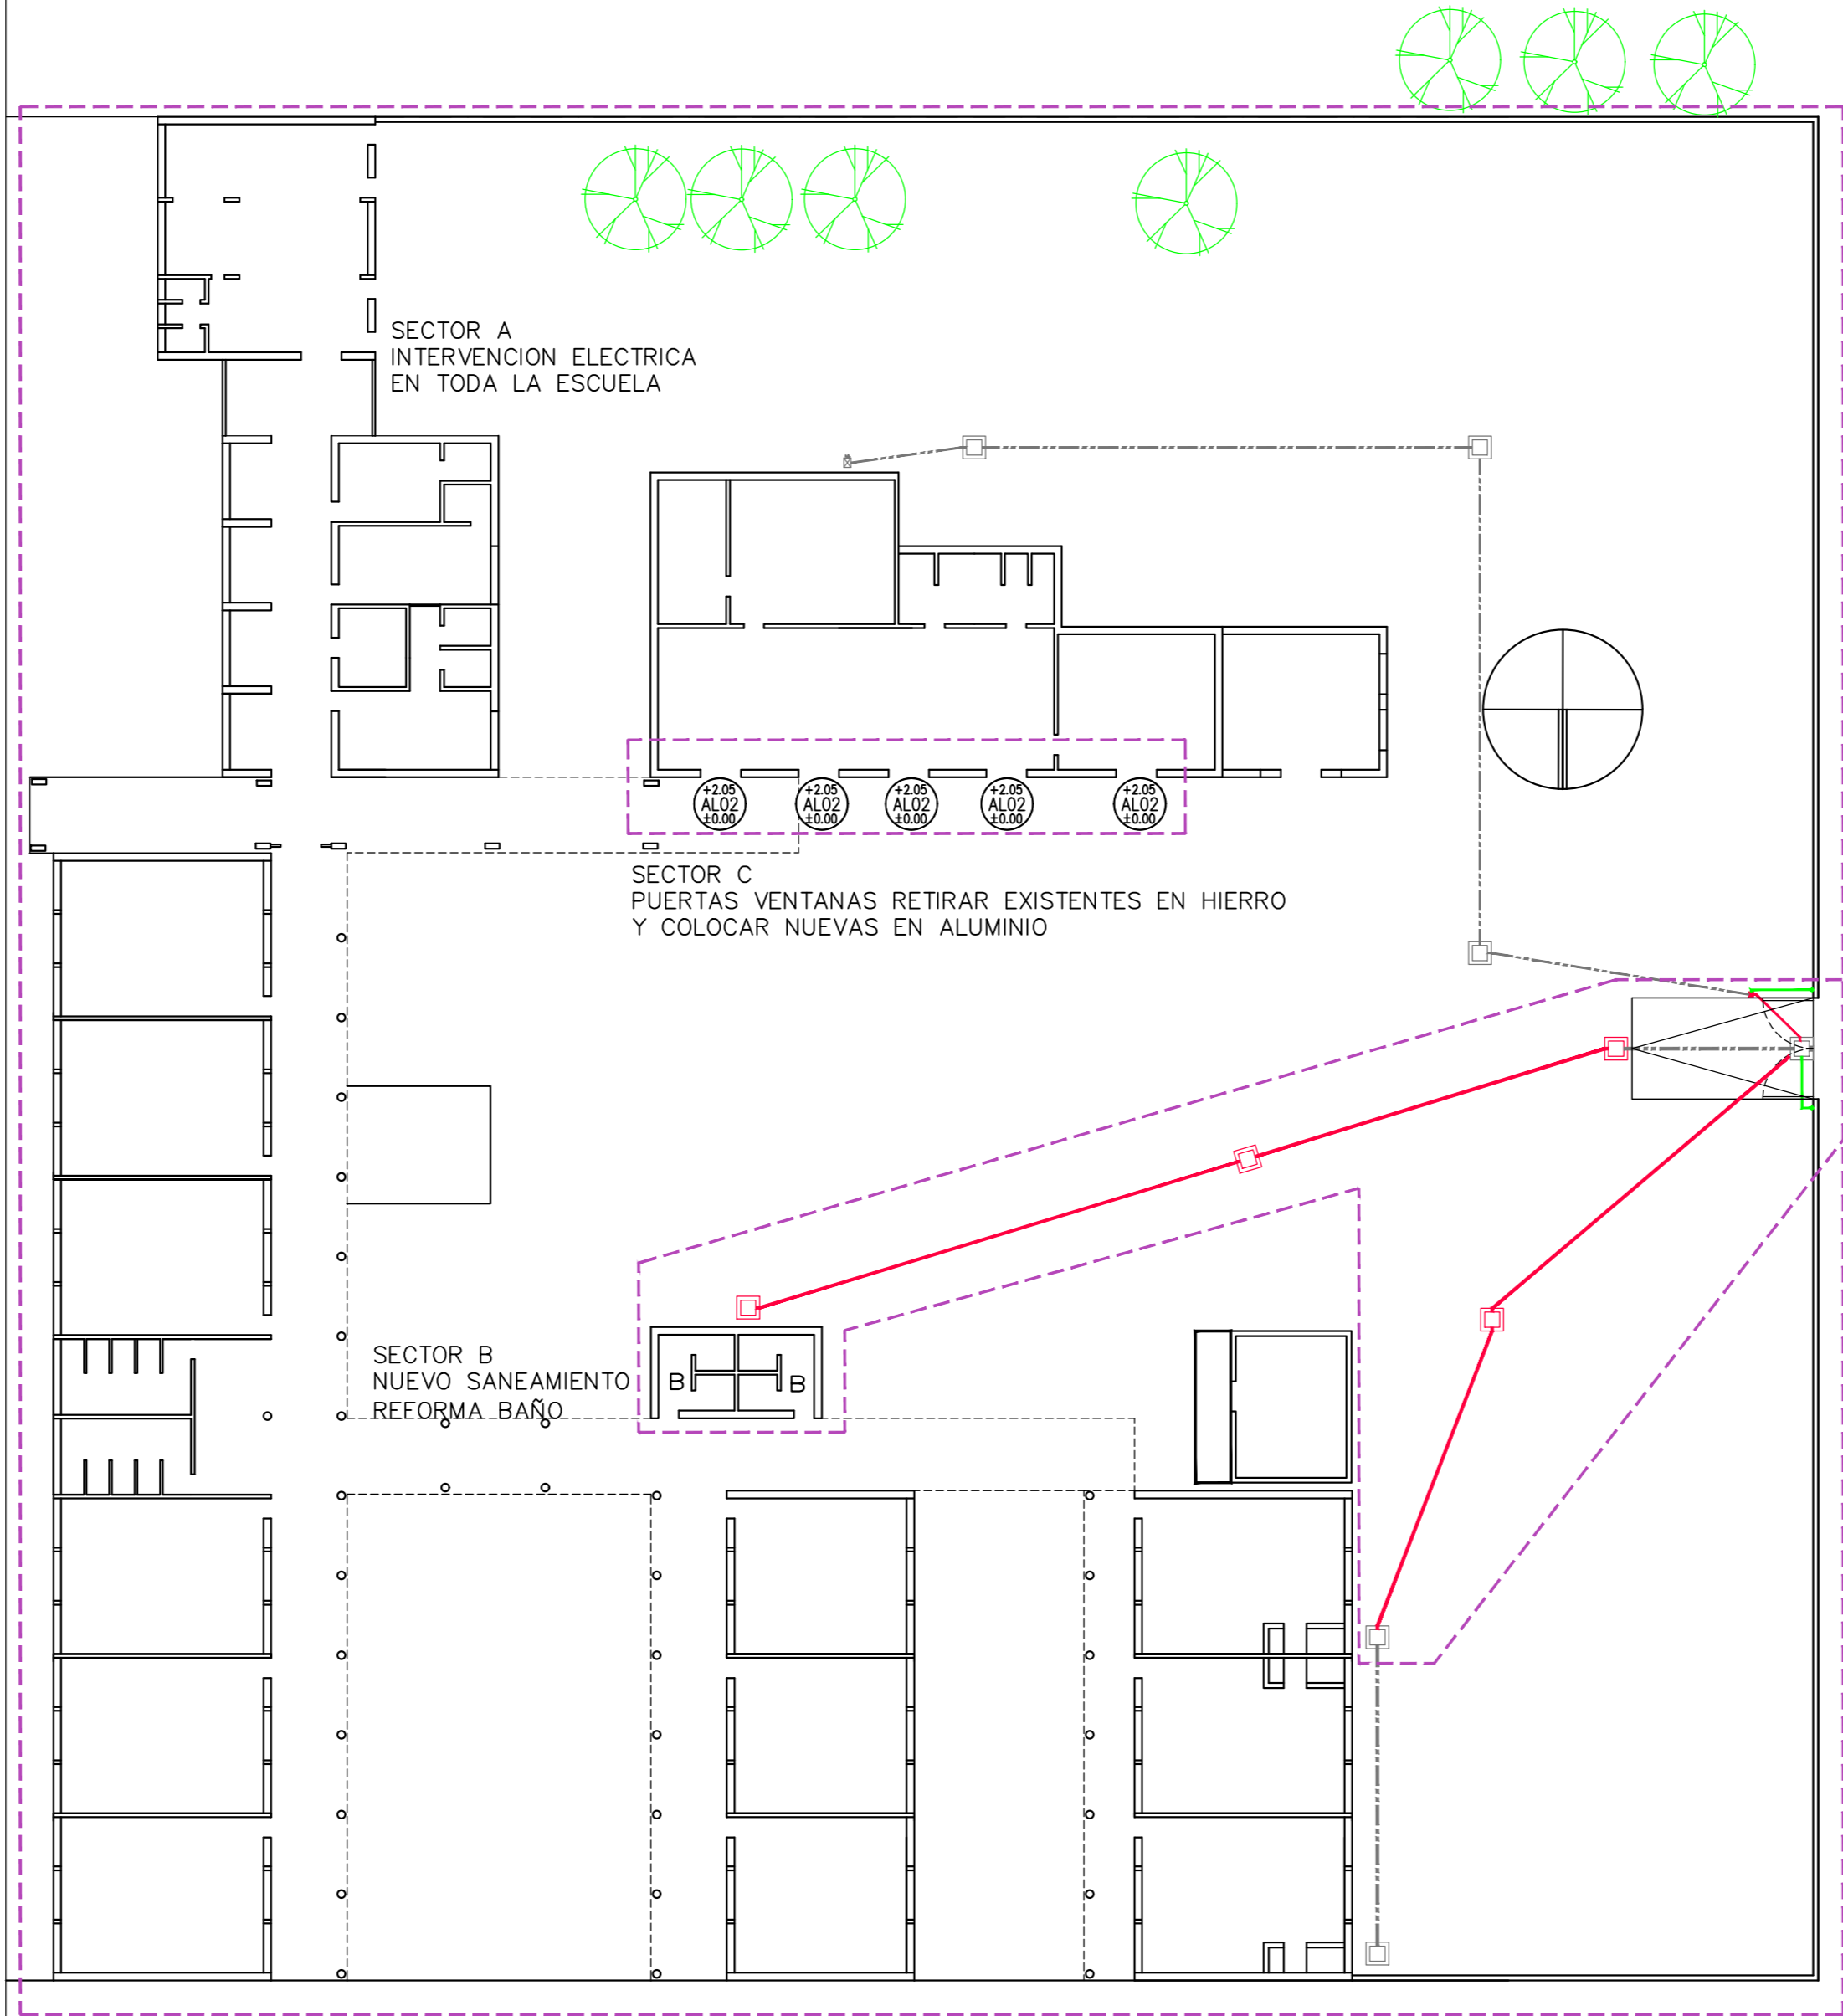 SECTOR A
INTERVENCION ELECTRICA
EN TODA LA ESCUELA
+2.05
AL02
±0.00
+2.05
AL02
±0.00
+2.05
AL02
±0.00
+2.05
AL02
±0.00
+2.05
AL02
±0.00
SECTOR C
PUERTAS VENTANAS RETIRAR EXISTENTES EN HIERRO
Y COLOCAR NUEVAS EN ALUMINIO
SECTOR B
NUEVO SANEAMIENTO
REFORMA BAÑO
B
B